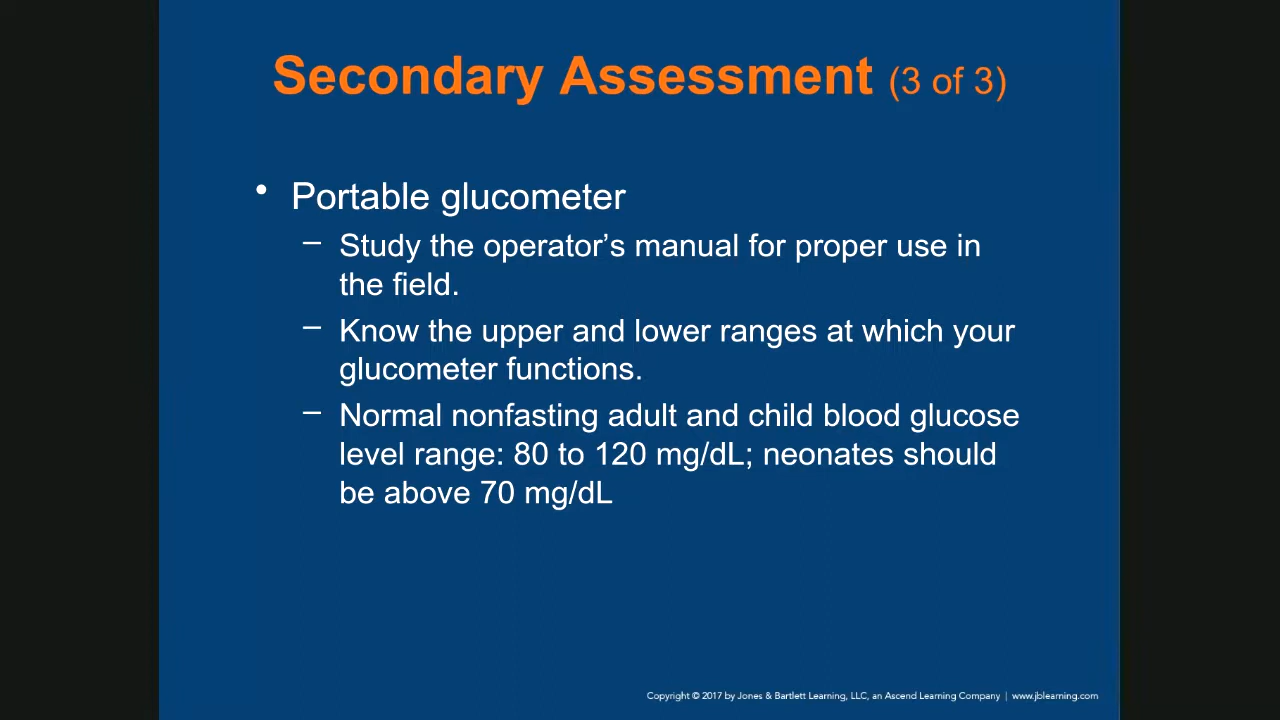 Secondary Assessment (3 of 3)
• Portable glucometer
– Study the operator’s manual for proper use in
the field.
– Know the upper and lower ranges at which your
glucometer functions.
– Normal nonfasting adult and child blood glucose
level range: 80 to 120 mg/dL; neonates should
be above 70 mg/dL
Copyright © 2017 by Jones & Bartlett Learning, LLC, an Ascend Learning Company | www.jblearning.com